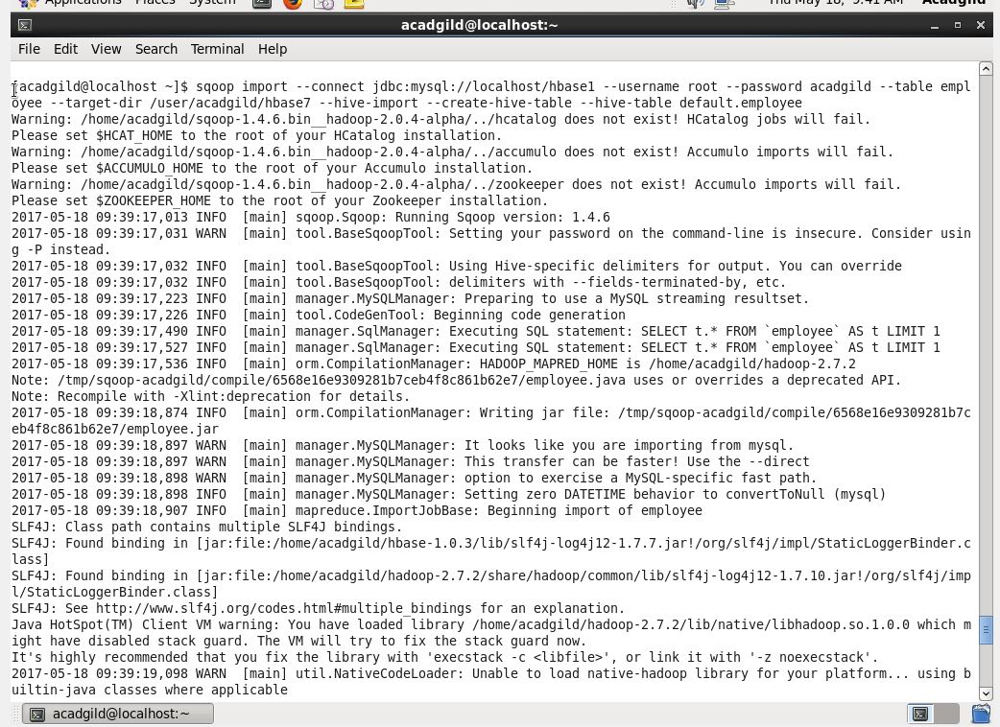 Applications Places System Thu May 18, 9:41 AM Acadgild
acadgild@localhost:~
File Edit View Search Terminal Help
[acadgild@localhost ~]$ sqoop import --connect jdbc:mysql://localhost/hbase1 --username root --password acadgild --table empl
oyee --target-dir /user/acadgild/hbase7 --hive-import --create-hive-table --hive-table default.employee
Warning: /home/acadgild/sqoop-1.4.6.bin__hadoop-2.0.4-alpha/../hcatalog does not exist! HCatalog jobs will fail.
Please set $HCAT_HOME to the root of your HCatalog installation.
Warning: /home/acadgild/sqoop-1.4.6.bin__hadoop-2.0.4-alpha/../accumulo does not exist! Accumulo imports will fail.
Please set $ACCUMULO_HOME to the root of your Accumulo installation.
Warning: /home/acadgild/sqoop-1.4.6.bin__hadoop-2.0.4-alpha/../zookeeper does not exist! Accumulo imports will fail.
Please set $ZOOKEEPER_HOME to the root of your Zookeeper installation.
2017-05-18 09:39:17,013 INFO  [main] sqoop.Sqoop: Running Sqoop version: 1.4.6
2017-05-18 09:39:17,031 WARN  [main] tool.BaseSqoopTool: Setting your password on the command-line is insecure. Consider usin
g -P instead.
2017-05-18 09:39:17,032 INFO  [main] tool.BaseSqoopTool: Using Hive-specific delimiters for output. You can override
2017-05-18 09:39:17,032 INFO  [main] tool.BaseSqoopTool: delimiters with --fields-terminated-by, etc.
2017-05-18 09:39:17,223 INFO  [main] manager.MySQLManager: Preparing to use a MySQL streaming resultset.
2017-05-18 09:39:17,226 INFO  [main] tool.CodeGenTool: Beginning code generation
2017-05-18 09:39:17,490 INFO  [main] manager.SqlManager: Executing SQL statement: SELECT t.* FROM `employee` AS t LIMIT 1
2017-05-18 09:39:17,527 INFO  [main] manager.SqlManager: Executing SQL statement: SELECT t.* FROM `employee` AS t LIMIT 1
2017-05-18 09:39:17,536 INFO  [main] orm.CompilationManager: HADOOP_MAPRED_HOME is /home/acadgild/hadoop-2.7.2
Note: /tmp/sqoop-acadgild/compile/6568e16e9309281b7ceb4f8c861b62e7/employee.java uses or overrides a deprecated API.
Note: Recompile with -Xlint:deprecation for details.
2017-05-18 09:39:18,874 INFO  [main] orm.CompilationManager: Writing jar file: /tmp/sqoop-acadgild/compile/6568e16e9309281b7c
eb4f8c861b62e7/employee.jar
2017-05-18 09:39:18,897 WARN  [main] manager.MySQLManager: It looks like you are importing from mysql.
2017-05-18 09:39:18,897 WARN  [main] manager.MySQLManager: This transfer can be faster! Use the --direct
2017-05-18 09:39:18,898 WARN  [main] manager.MySQLManager: option to exercise a MySQL-specific fast path.
2017-05-18 09:39:18,898 INFO  [main] manager.MySQLManager: Setting zero DATETIME behavior to convertToNull (mysql)
2017-05-18 09:39:18,907 INFO  [main] mapreduce.ImportJobBase: Beginning import of employee
SLF4J: Class path contains multiple SLF4J bindings.
SLF4J: Found binding in [jar:file:/home/acadgild/hbase-1.0.3/lib/slf4j-log4j12-1.7.7.jar!/org/slf4j/impl/StaticLoggerBinder.c
lass]
SLF4J: Found binding in [jar:file:/home/acadgild/hadoop-2.7.2/share/hadoop/common/lib/slf4j-log4j12-1.7.10.jar!/org/slf4j/imp
l/StaticLoggerBinder.class]
SLF4J: See http://www.slf4j.org/codes.html#multiple_bindings for an explanation.
Java HotSpot(TM) Client VM warning: You have loaded library /home/acadgild/hadoop-2.7.2/lib/native/libhadoop.so.1.0.0 which m
ight have disabled stack guard. The VM will try to fix the stack guard now.
It's highly recommended that you fix the library with 'execstack -c <libfile>', or link it with '-z noexecstack'.
2017-05-18 09:39:19,098 WARN  [main] util.NativeCodeLoader: Unable to load native-hadoop library for your platform... using b
uiltin-java classes where applicable
acadgild@localhost:~